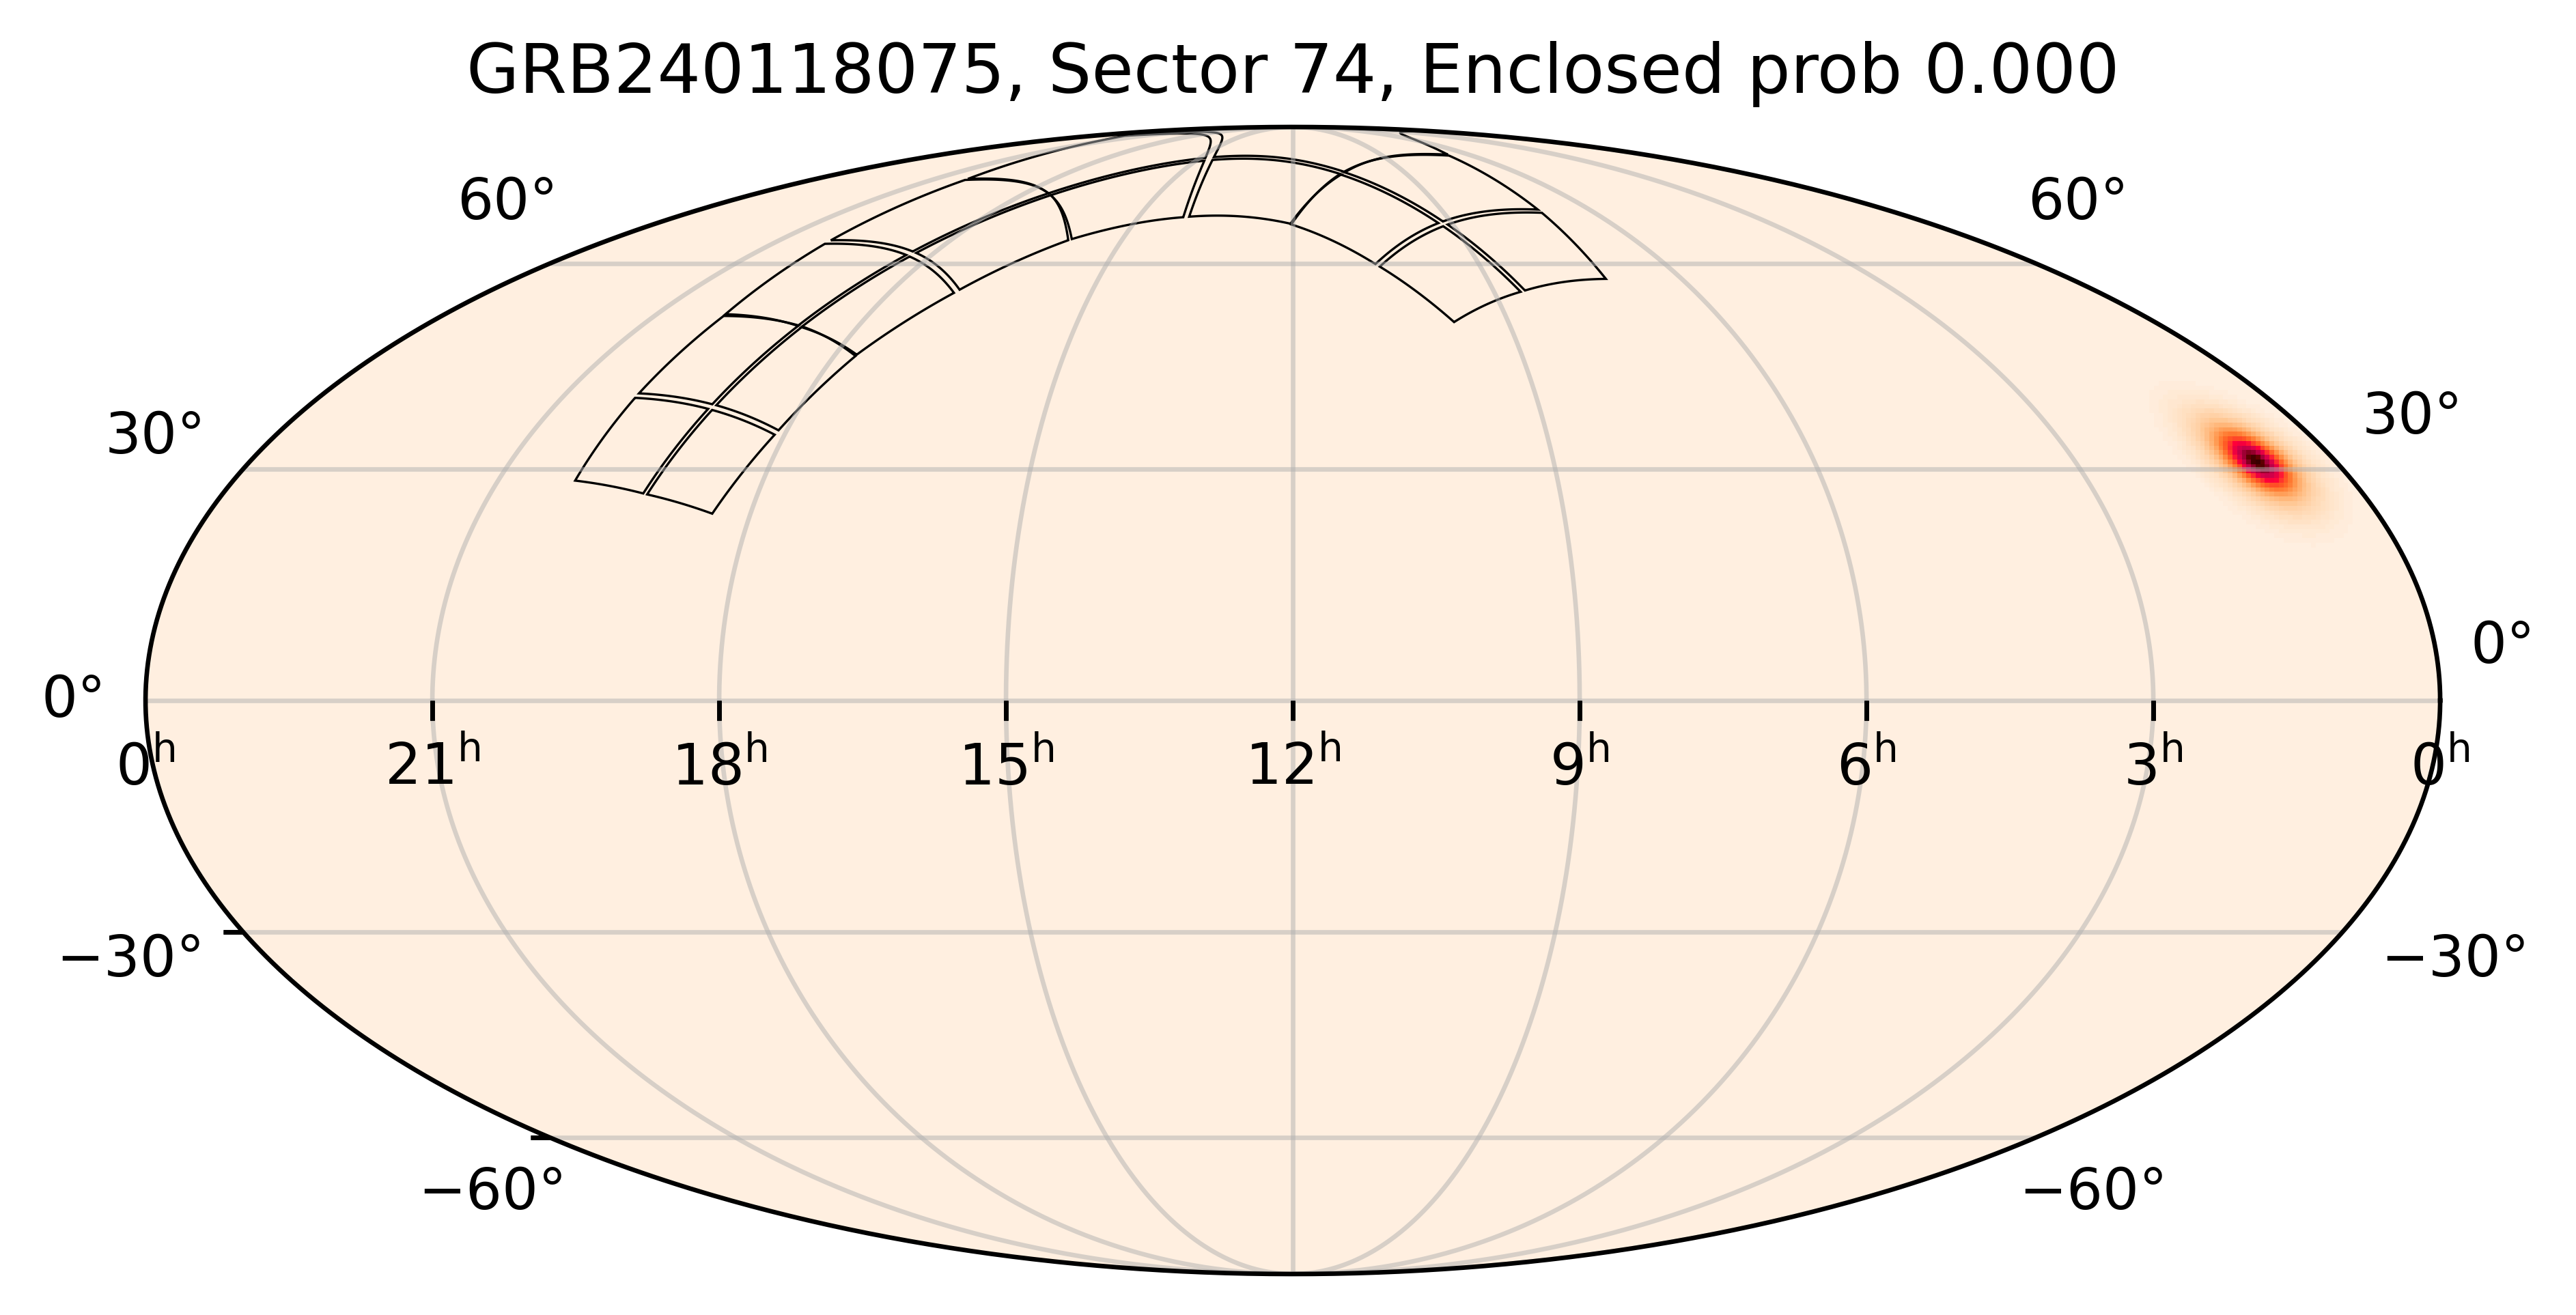 GRB240118075, Sector 74, Enclosed prob 0.000
60° 60°
30° 30°
0° 0°
0ʰ 21ʰ 18ʰ 15ʰ 12ʰ 9ʰ 6ʰ 3ʰ 0ʰ
−30° −30°
−60° −60°